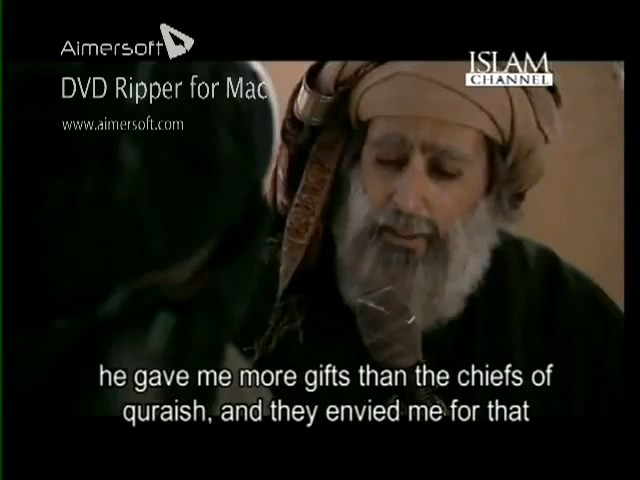 Aimersoft
DVD Ripper for Mac
www.aimersoft.com
ISLAM
CHANNEL
he gave me more gifts than the chiefs of
quraish, and they envied me for that